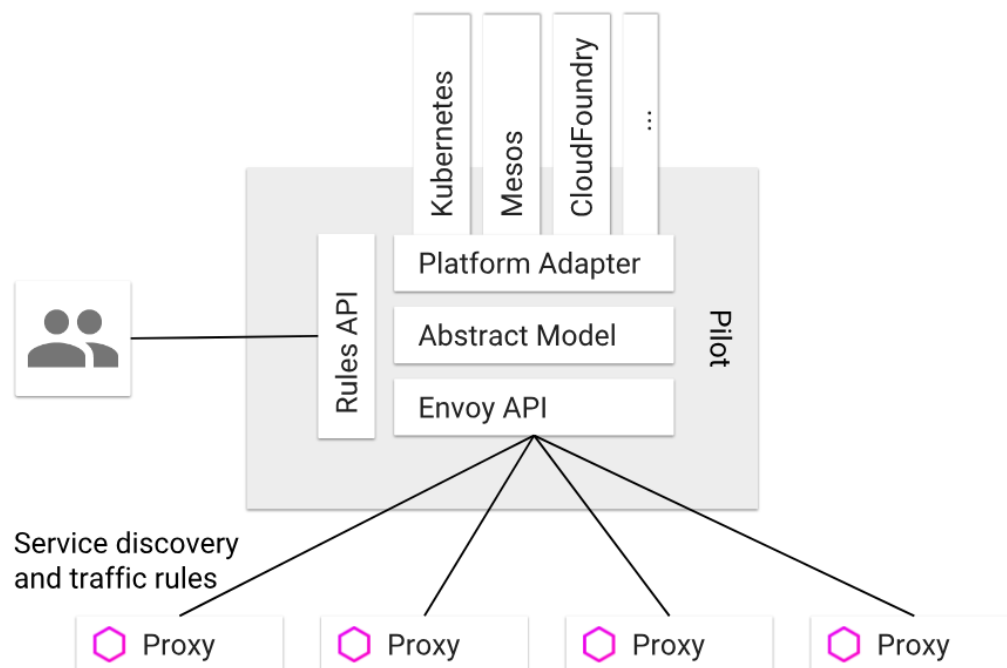 Kubernetes
Mesos
CloudFoundry
...
Platform Adapter
Rules API
Abstract Model
Pilot
Envoy API
Service discovery
and traffic rules
Proxy
Proxy
Proxy
Proxy